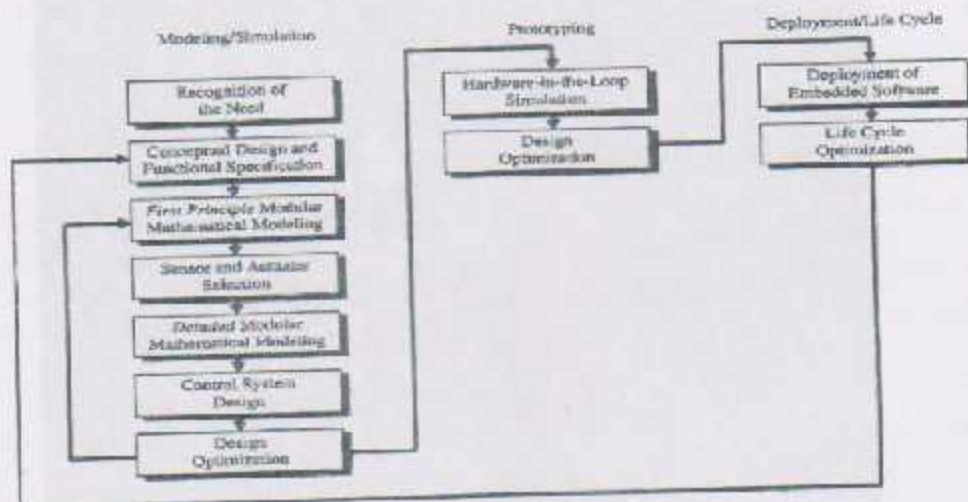 Modeling/Simulation
Recognition of
the Need
Conceptual Design and
Functional Specification
First Principle Modular
Mathematical Modeling
Sensor and Actuator
Selection
Detailed Modular
Mathematical Modeling
Control System
Design
Design
Optimization
Prototyping
Hardware-in-the-Loop
Simulation
Design
Optimization
Deployment/Life Cycle
Deployment of
Embedded Software
Life Cycle
Optimization